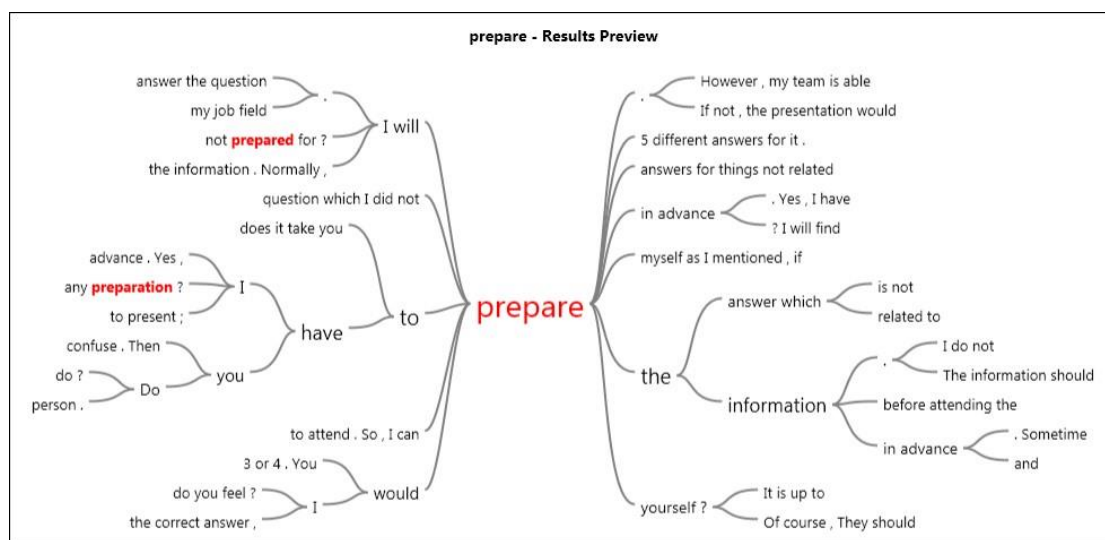 prepare - Results Preview
answer the question
my job field
.
not prepared for ?
the information . Normally ,
I will
question which I did not
does it take you
advance . Yes ,
any preparation ?
to present ;
I
confuse . Then
do ?
person .
Do
you
have
to
to attend . So , I can
3 or 4 . You
do you feel ?
the correct answer ,
I
would
prepare
.
However , my team is able
If not , the presentation would
5 different answers for it .
answers for things not related
in advance
. Yes , I have
? I will find
myself as I mentioned , if
the
answer which
is not
related to
information
.
I do not
The information should
before attending the
in advance
. Sometime
and
yourself ?
It is up to
Of course , They should